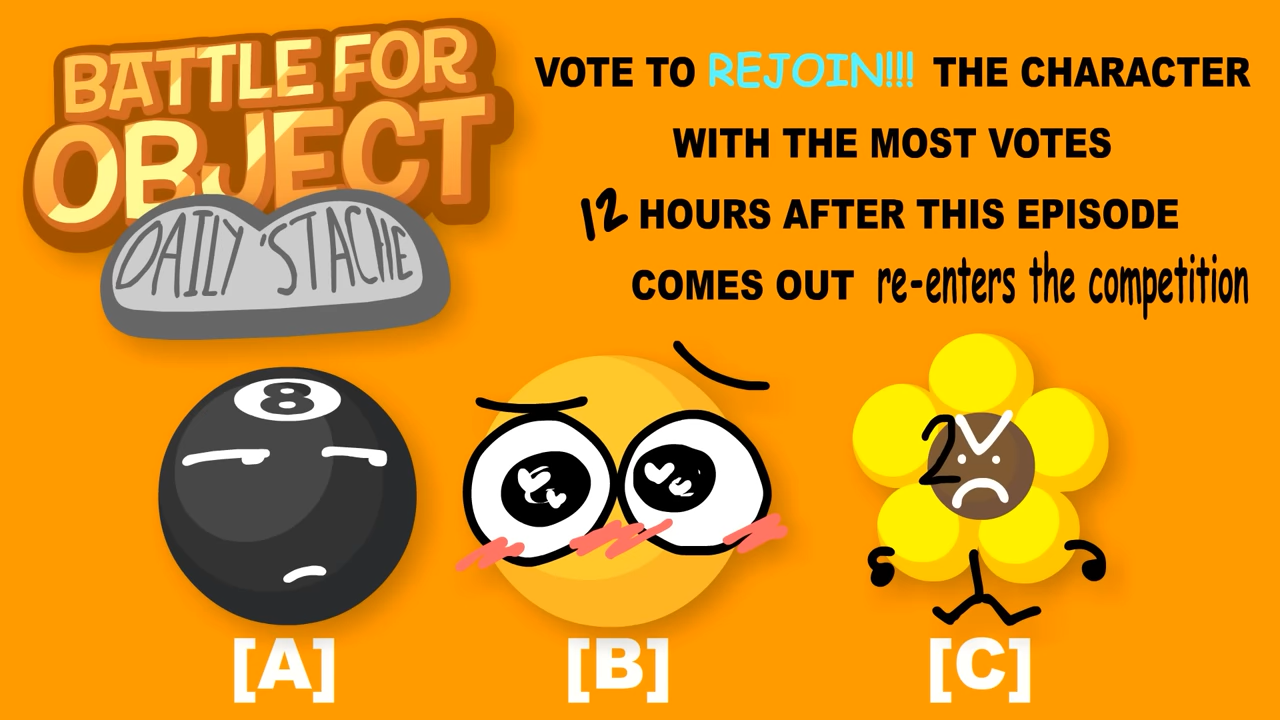 BATTLE FOR
OBJECT
DAILY 'STACHE
VOTE TO REJOIN!!! THE CHARACTER
WITH THE MOST VOTES
12 HOURS AFTER THIS EPISODE
COMES OUT re-enters the competition
8
2
[A] [B] [C]